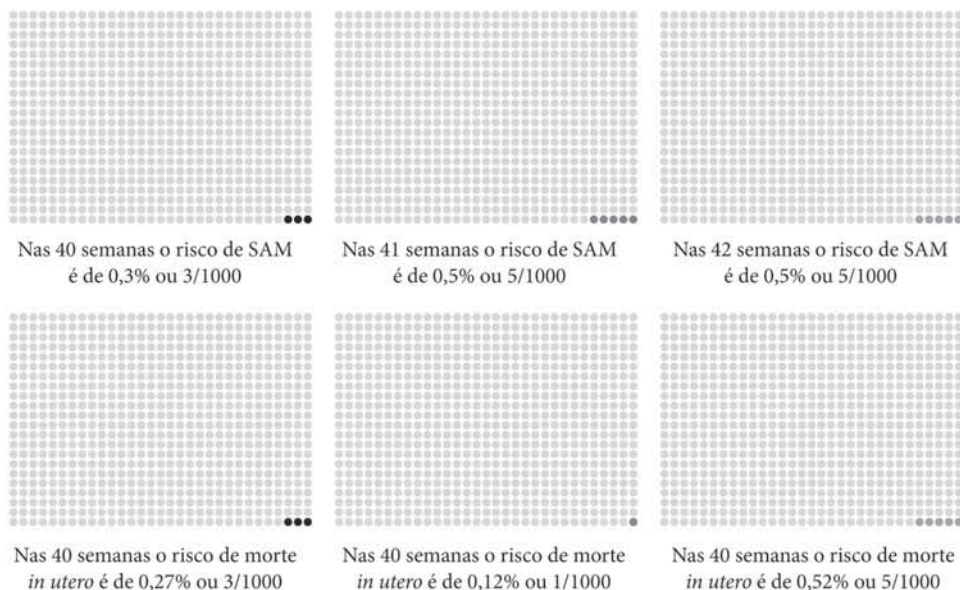 Nas 40 semanas o risco de SAM
é de 0,3% ou 3/1000
Nas 41 semanas o risco de SAM
é de 0,5% ou 5/1000
Nas 42 semanas o risco de SAM
é de 0,5% ou 5/1000
Nas 40 semanas o risco de morte
in utero é de 0,27% ou 3/1000
Nas 40 semanas o risco de morte
in utero é de 0,12% ou 1/1000
Nas 40 semanas o risco de morte
in utero é de 0,52% ou 5/1000